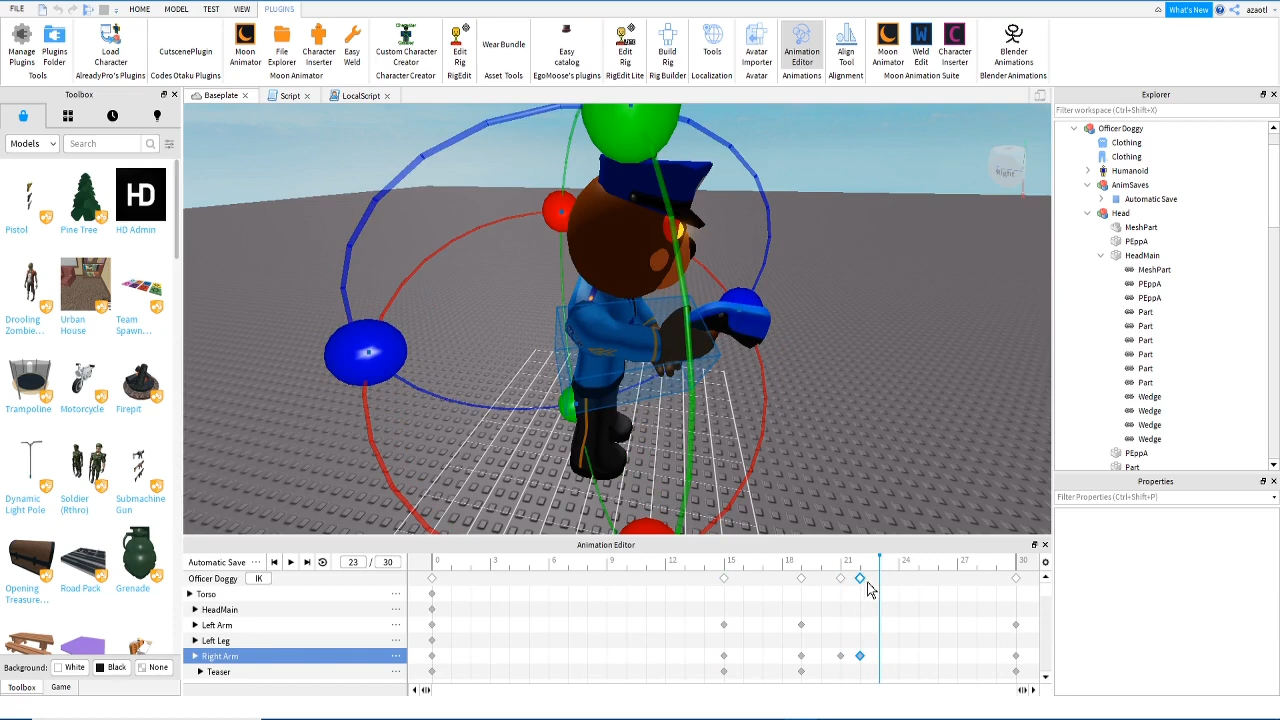 FILE HOME MODEL TEST VIEW PLUGINS What's New azaotl
Manage Plugins
Plugins Folder
Tools
Load Character
AlreadyPro's Plugins
CutscenePlugin
Codes Otaku Plugins
Moon Animator
File Explorer
Character Inserter
Easy Weld
Moon Animator
Custom Character Creator
Character Creator
Edit Rig
RigEdit
Wear Bundle
Asset Tools
Easy catalog
EgoMoose's plugins
Edit Rig
RigEdit Lite
Build Rig
Rig Builder
Tools
Localization
Avatar Importer
Avatar
Animation Editor
Animations
Align Tool
Alignment
Moon Animator
Weld Edit
Character Inserter
Moon Animation Suite
Blender Animations
Blender Animations
Toolbox
Models Search
Pistol Pine Tree HD Admin
HD
Drooling Zombie... Urban House Team Spawn...
Trampoline Motorcycle Firepit
Dynamic Light Pole Soldier (Rthro) Submachine Gun
Chest
Opening Treasure... Road Pack Grenade
Background: White Black None
Toolbox Game
Baseplate Script LocalScript
Right
Animation Editor
Automatic Save ... 23 / 30
0 3 6 9 12 15 18 21 24 27 30
Officer Doggy IK
Torso ...
HeadMain
Left Arm ...
Left Leg ...
Right Arm ...
Teaser ...
Explorer
Filter workspace (Ctrl+Shift+X)
Officer Doggy
Clothing
Clothing
Humanoid
AnimSaves
Automatic Save
Head
MeshPart
PEppA
HeadMain
MeshPart
PEppA
PEppA
Part
Part
Part
Part
Part
Part
Wedge
Wedge
Wedge
Wedge
PEppA
Part
Properties
Filter Properties (Ctrl+Shift+P)